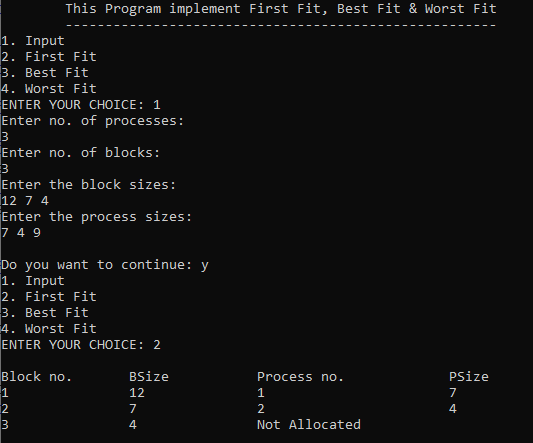 This Program implement First Fit, Best Fit & Worst Fit
------------------------------------------------------
1. Input
2. First Fit
3. Best Fit
4. Worst Fit
ENTER YOUR CHOICE: 1
Enter no. of processes:
3
Enter no. of blocks:
3
Enter the block sizes:
12 7 4
Enter the process sizes:
7 4 9
Do you want to continue: y
1. Input
2. First Fit
3. Best Fit
4. Worst Fit
ENTER YOUR CHOICE: 2
Block no. BSize Process no. PSize
1 12 1 7
2 7 2 4
3 4 Not Allocated